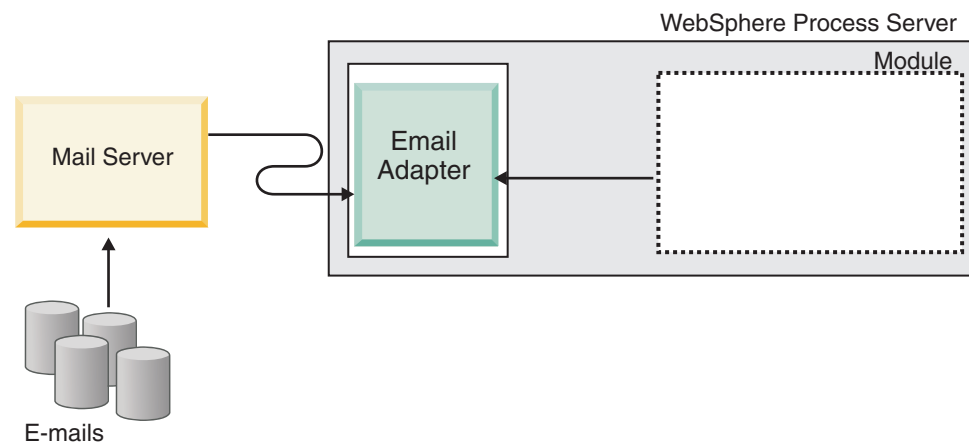 WebSphere Process Server
Module
Mail Server
Email
Adapter
E-mails